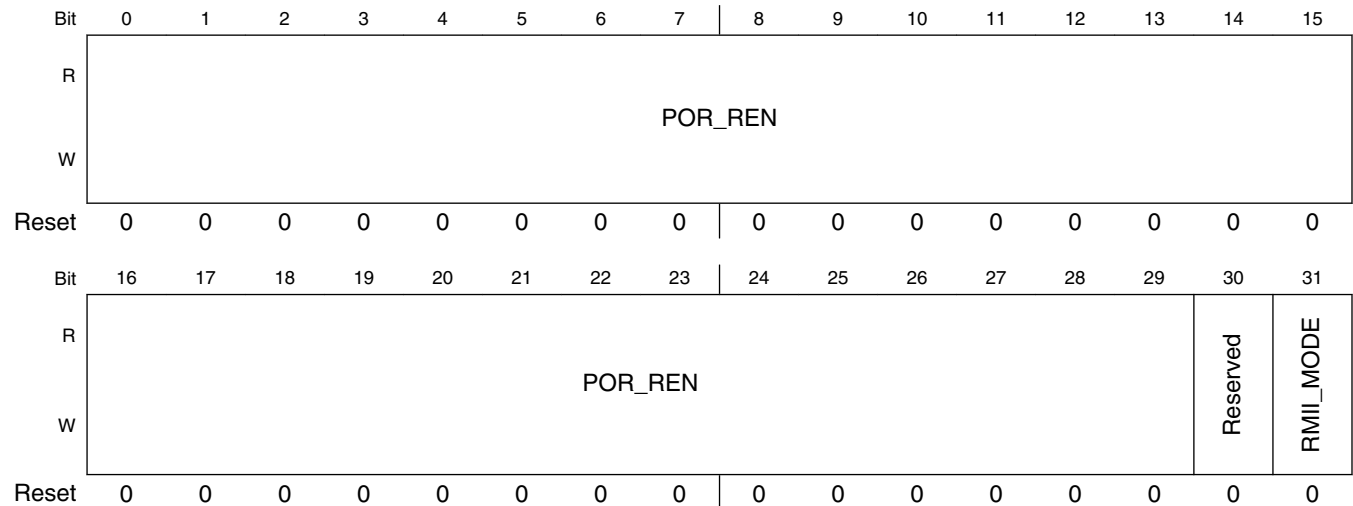 Bit 0 1 2 3 4 5 6 7 8 9 10 11 12 13 14 15
R
POR_REN
W
Reset 0 0 0 0 0 0 0 0 0 0 0 0 0 0 0 0
Bit 16 17 18 19 20 21 22 23 24 25 26 27 28 29 30 31
R
POR_REN
Reserved
RMII_MODE
W
Reset 0 0 0 0 0 0 0 0 0 0 0 0 0 0 0 0